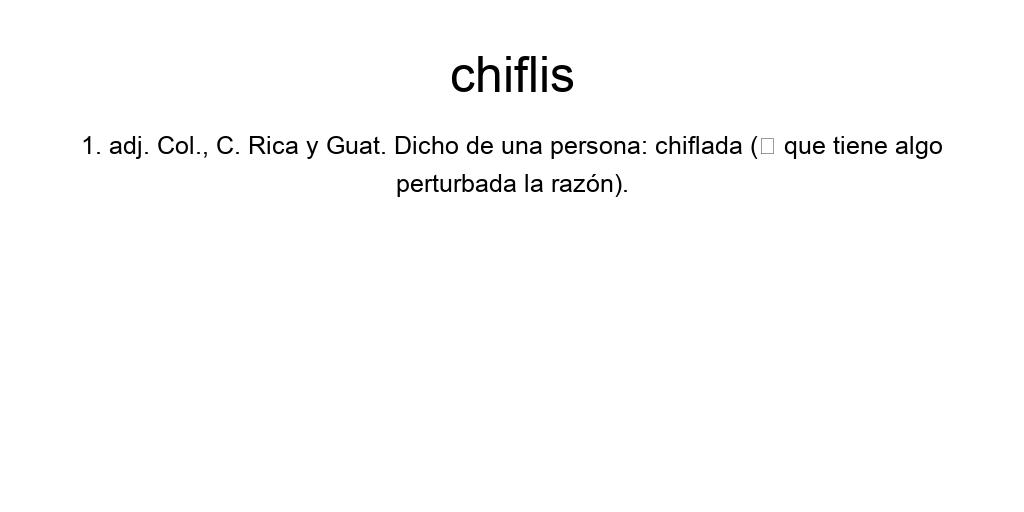 chiflis
1. adj. Col., C. Rica y Guat. Dicho de una persona: chiflada (□ que tiene algo
perturbada la razón).